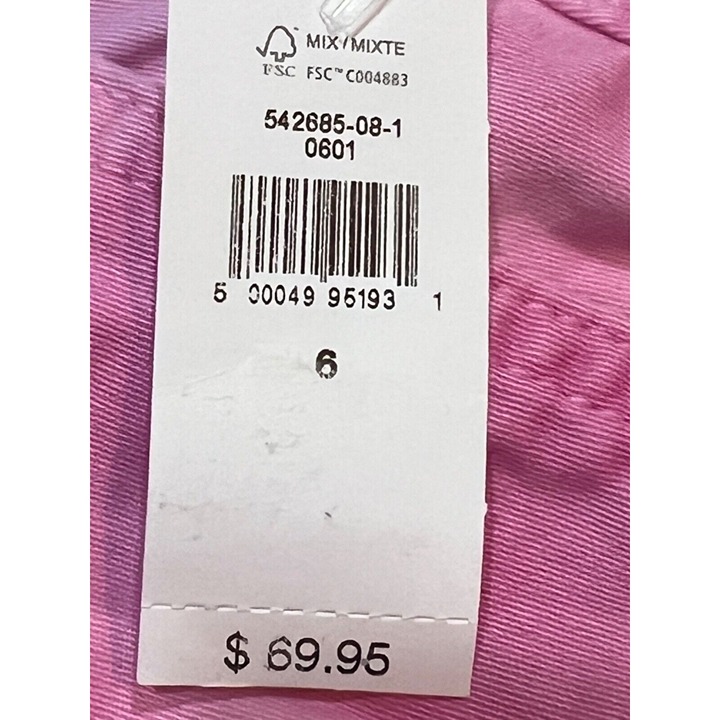 MIX/MIXTE
FSC FSC™ C004883
542685-08-1
0601
5 00049 95193 1
6
$ 69.95